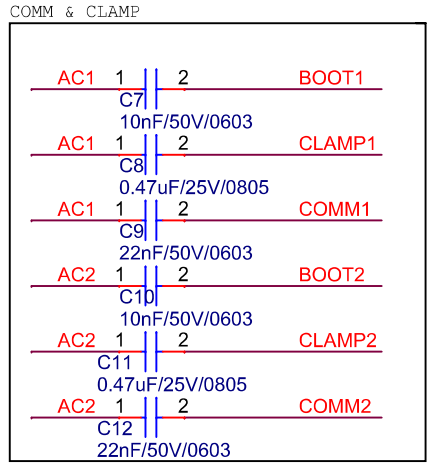 COMM & CLAMP
AC1 1 2 BOOT1
C7
10nF/50V/0603
AC1 1 2 CLAMP1
C8
0.47uF/25V/0805
AC1 1 2 COMM1
C9
22nF/50V/0603
AC2 1 2 BOOT2
C10
10nF/50V/0603
AC2 1 2 CLAMP2
C11
0.47uF/25V/0805
AC2 1 2 COMM2
C12
22nF/50V/0603